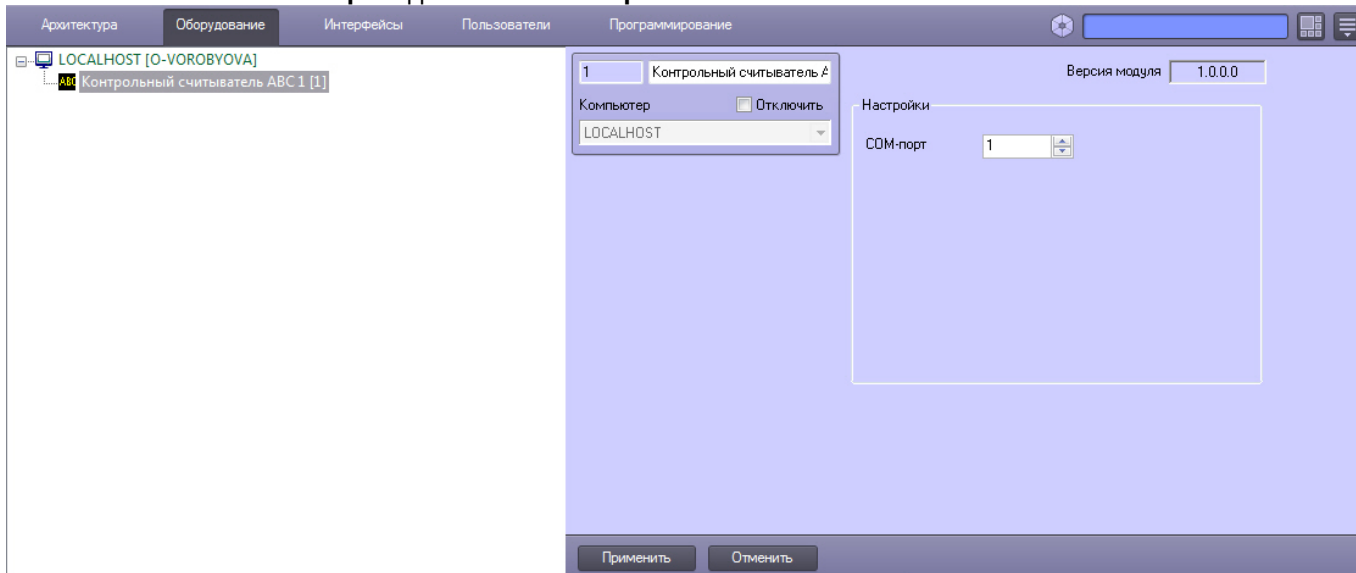 Архитектура Оборудование Интерфейсы Пользователи Программирование
LOCALHOST [O-VOROBYOVA]
ABC Контрольный считыватель ABC 1 [1]
1 Контрольный считыватель A
Компьютер Отключить
LOCALHOST
Версия модуля 1.0.0.0
Настройки
COM-порт 1
Применить Отменить